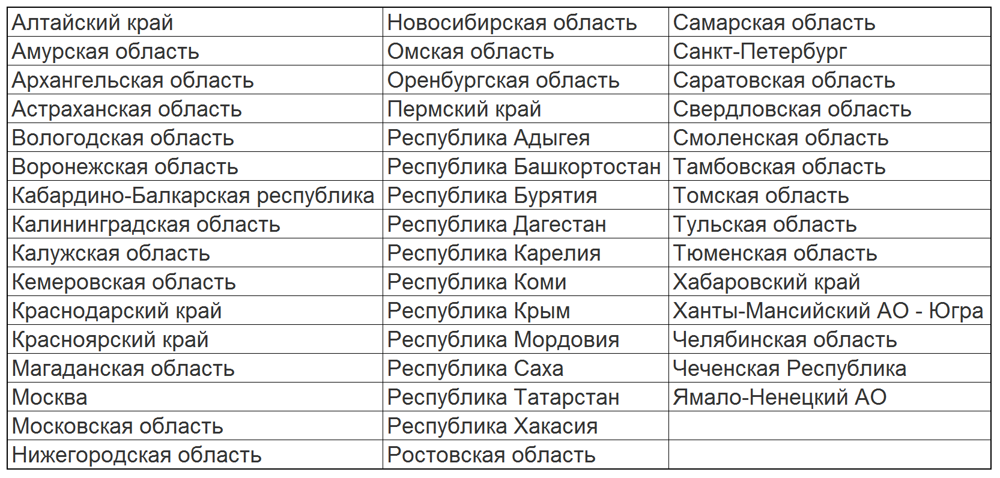 Алтайский край
Амурская область
Архангельская область
Астраханская область
Вологодская область
Воронежская область
Кабардино-Балкарская республика
Калининградская область
Калужская область
Кемеровская область
Краснодарский край
Красноярский край
Магаданская область
Москва
Московская область
Нижегородская область
Новосибирская область
Омская область
Оренбургская область
Пермский край
Республика Адыгея
Республика Башкортостан
Республика Бурятия
Республика Дагестан
Республика Карелия
Республика Коми
Республика Крым
Республика Мордовия
Республика Саха
Республика Татарстан
Республика Хакасия
Ростовская область
Самарская область
Санкт-Петербург
Саратовская область
Свердловская область
Смоленская область
Тамбовская область
Томская область
Тульская область
Тюменская область
Хабаровский край
Ханты-Мансийский АО - Югра
Челябинская область
Чеченская Республика
Ямало-Ненецкий АО